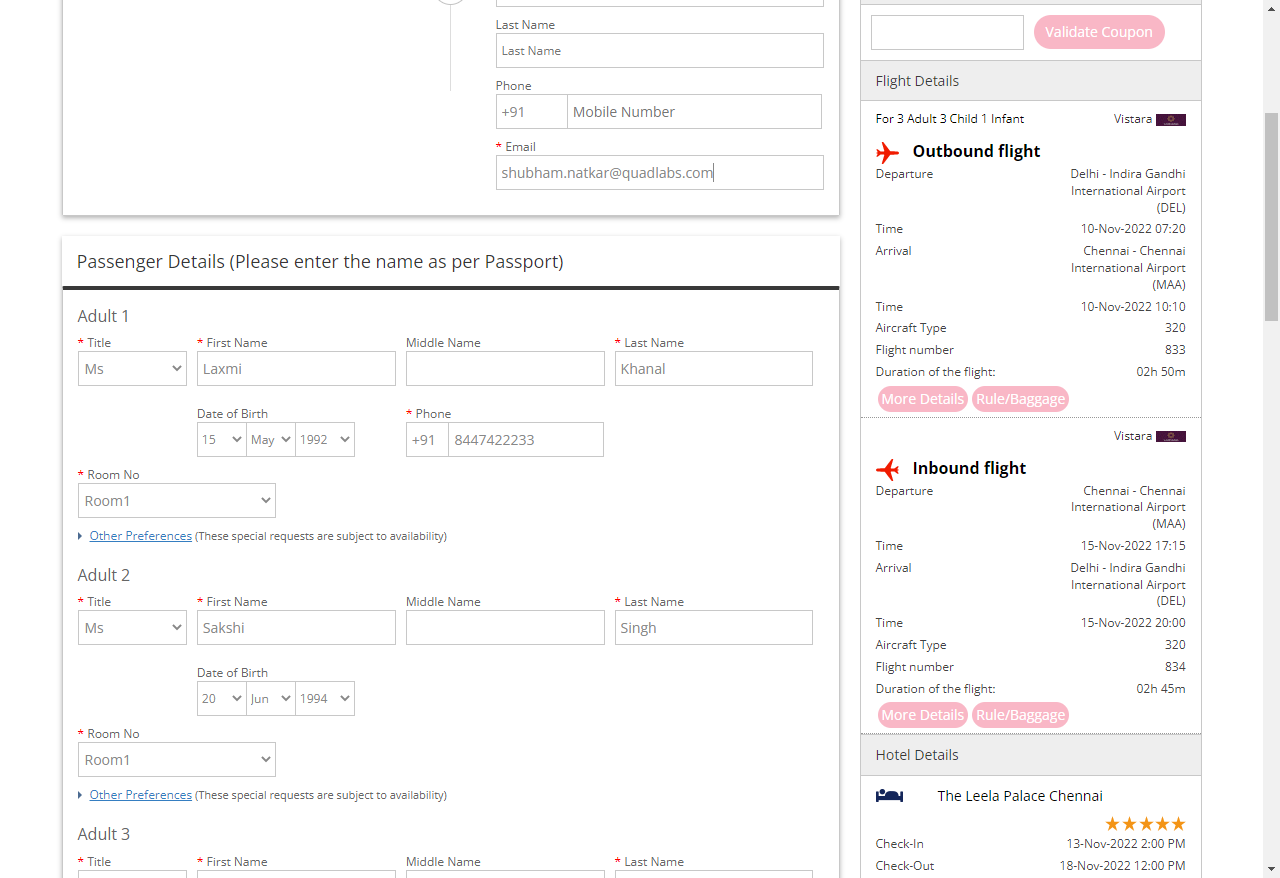 Last Name
Last Name
Phone
+91 Mobile Number
* Email
shubham.natkar@quadlabs.com
Passenger Details (Please enter the name as per Passport)
Adult 1
* Title * First Name Middle Name * Last Name
Ms Laxmi Khanal
Date of Birth * Phone
15 May 1992 +91 8447422233
* Room No
Room1
Other Preferences (These special requests are subject to availability)
Adult 2
* Title * First Name Middle Name * Last Name
Ms Sakshi Singh
Date of Birth
20 Jun 1994
* Room No
Room1
Other Preferences (These special requests are subject to availability)
Adult 3
* Title * First Name Middle Name * Last Name
Validate Coupon
Flight Details
For 3 Adult 3 Child 1 Infant Vistara
Outbound flight
Departure Delhi - Indira Gandhi
International Airport
(DEL)
Time 10-Nov-2022 07:20
Arrival Chennai - Chennai
International Airport
(MAA)
Time 10-Nov-2022 10:10
Aircraft Type 320
Flight number 833
Duration of the flight: 02h 50m
More Details Rule/Baggage
Vistara
Inbound flight
Departure Chennai - Chennai
International Airport
(MAA)
Time 15-Nov-2022 17:15
Arrival Delhi - Indira Gandhi
International Airport
(DEL)
Time 15-Nov-2022 20:00
Aircraft Type 320
Flight number 834
Duration of the flight: 02h 45m
More Details Rule/Baggage
Hotel Details
The Leela Palace Chennai
Check-In 13-Nov-2022 2:00 PM
Check-Out 18-Nov-2022 12:00 PM